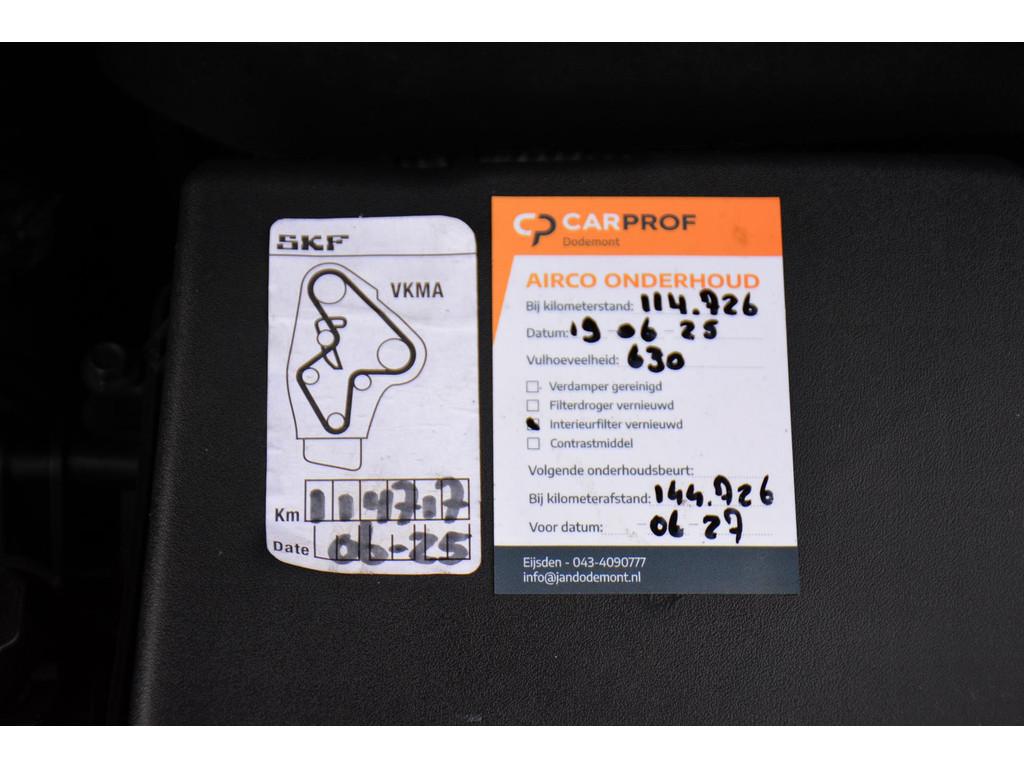 SKF
VKMA
Km 114717
Date 06-25
CARPROF
Dodemont
AIRCO ONDERHOUD
Bij kilometerstand: 114.726
Datum: 19-06-25
Vulhoeveelheid: 630
Verdamper gereinigd
Filterdroger vernieuwd
Interieurfilter vernieuwd
Contrastmiddel
Volgende onderhoudsbeurt:
Bij kilometerafstand: 144.726
Voor datum: - 06 - 27
Eijsden - 043-4090777
info@jandodemont.nl